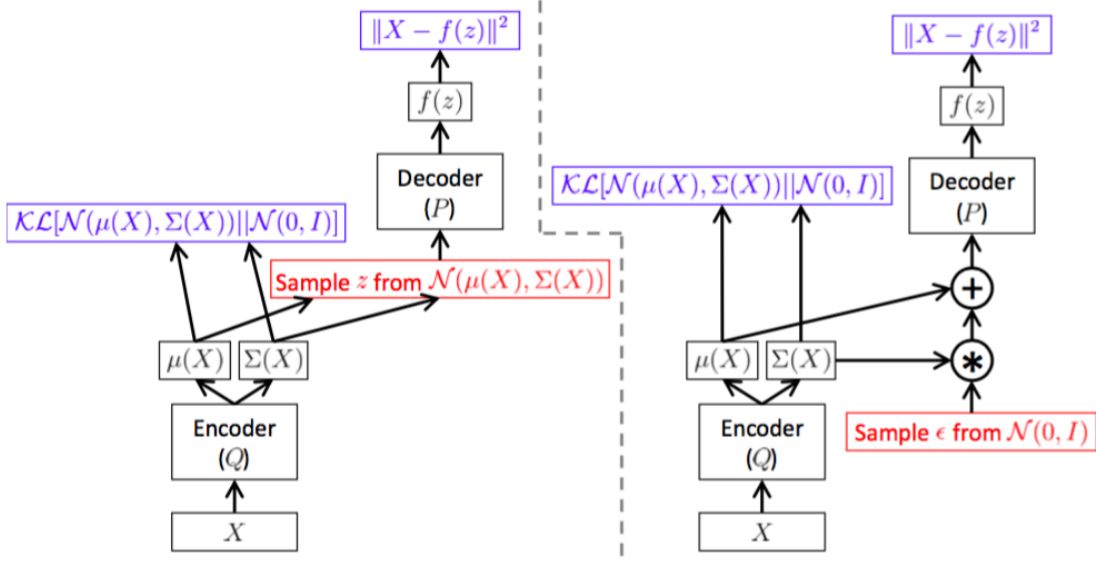 ‖X − f(z)‖²
f(z)
Decoder
(P)
𝒦ℒ[𝒩(μ(X), Σ(X))||𝒩(0, I)]
Sample z from 𝒩(μ(X), Σ(X))
μ(X)
Σ(X)
Encoder
(Q)
X
‖X − f(z)‖²
f(z)
𝒦ℒ[𝒩(μ(X), Σ(X))||𝒩(0, I)]
Decoder
(P)
+
μ(X)
Σ(X)
*
Sample ϵ from 𝒩(0, I)
Encoder
(Q)
X